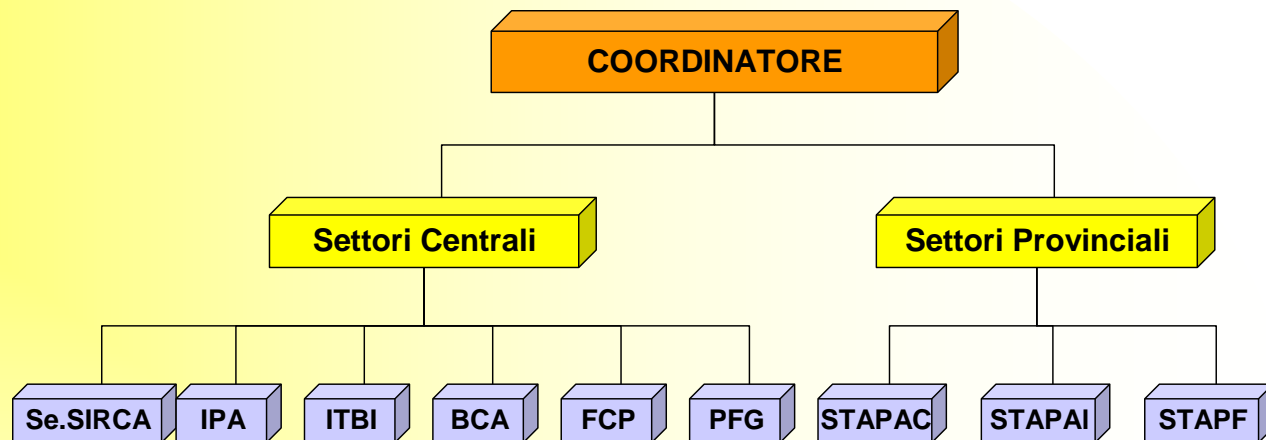 COORDINATORE
Settori Centrali
Settori Provinciali
Se.SIRCA
IPA
ITBI
BCA
FCP
PFG
STAPAC
STAPAI
STAPF